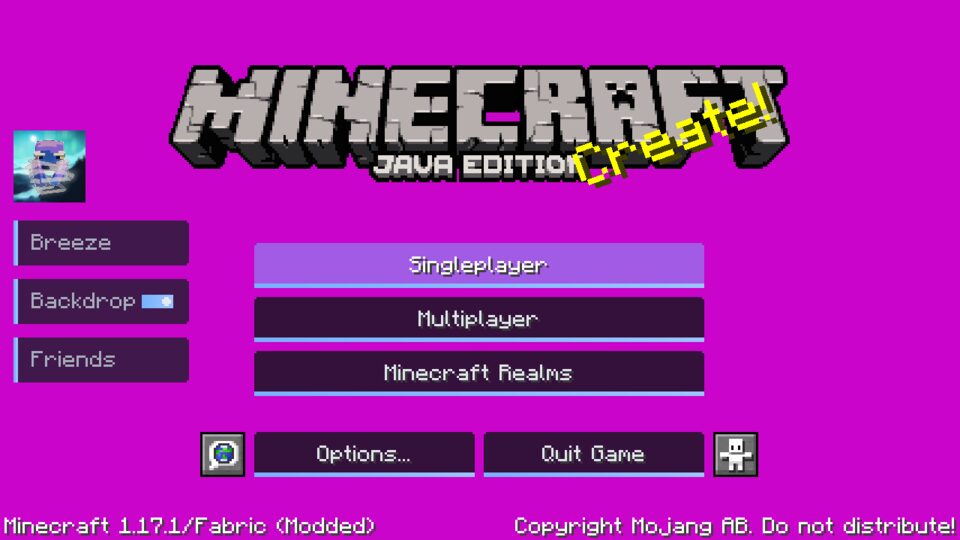 MINECRAFT
JAVA EDITION
Create!
Breeze
Backdrop
Friends
Singleplayer
Multiplayer
Minecraft Realms
Options...
Quit Game
Minecraft 1.17.1/Fabric (Modded)
Copyright Mojang AB. Do not distribute!